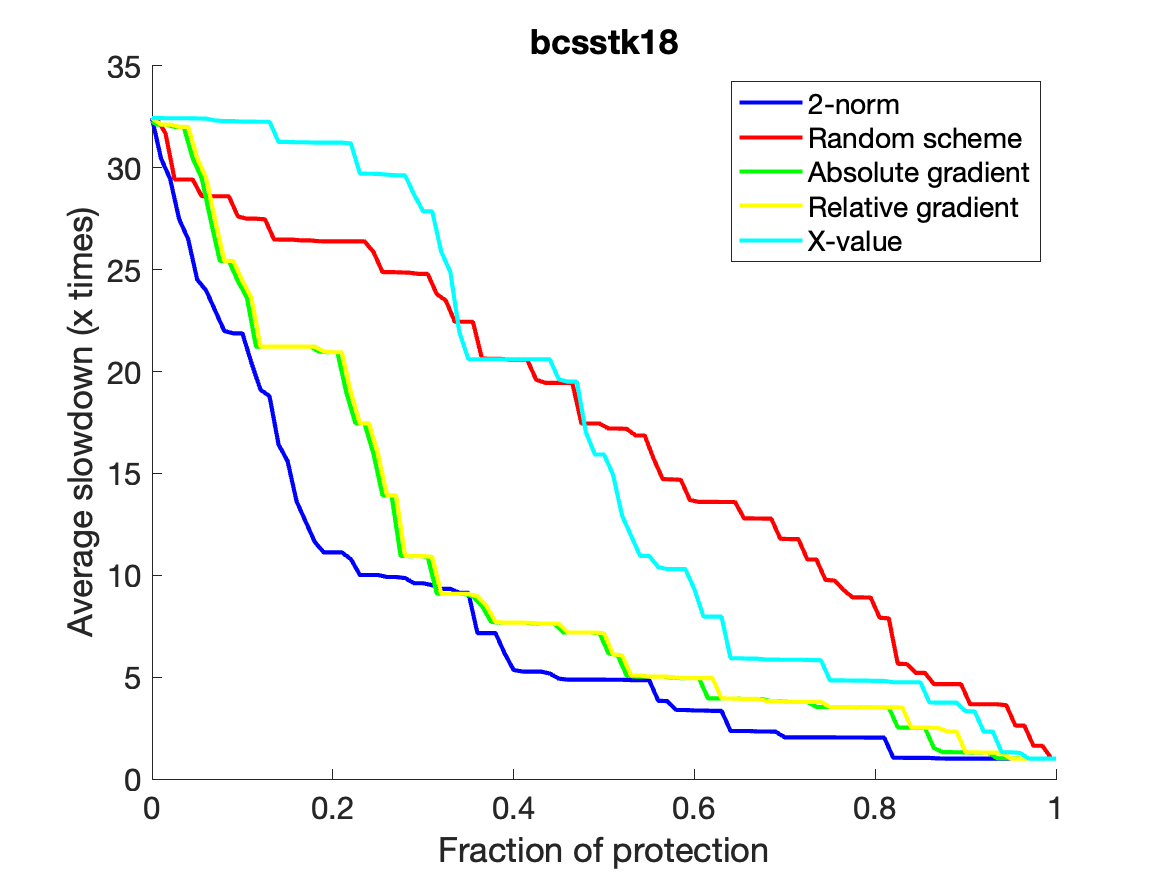 bcsstk18
35
30
25
20
15
10
5
0
Average slowdown (x times)
2-norm
Random scheme
Absolute gradient
Relative gradient
X-value
0 0.2 0.4 0.6 0.8 1
Fraction of protection